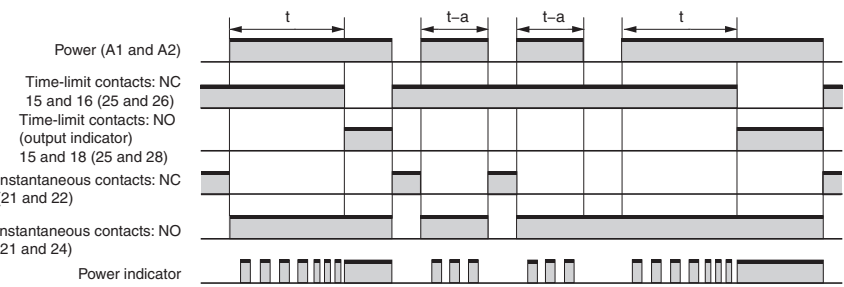 t
t–a
t–a
t
Power (A1 and A2)
Time-limit contacts: NC
15 and 16 (25 and 26)
Time-limit contacts: NO
(output indicator)
15 and 18 (25 and 28)
nstantaneous contacts: NC
21 and 22)
nstantaneous contacts: NO
21 and 24)
Power indicator